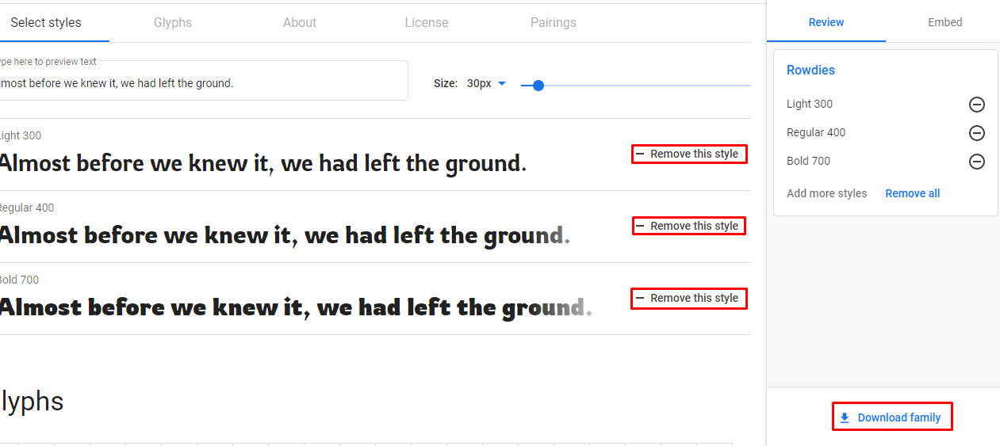 Select styles
Glyphs
About
License
Pairings
ype here to preview text
lmost before we knew it, we had left the ground.
Size: 30px
Light 300
Almost before we knew it, we had left the ground.
Remove this style
Regular 400
Almost before we knew it, we had left the ground.
Remove this style
Bold 700
Almost before we knew it, we had left the ground.
Remove this style
lyphs
Review
Embed
Rowdies
Light 300
Regular 400
Bold 700
Add more styles
Remove all
Download family